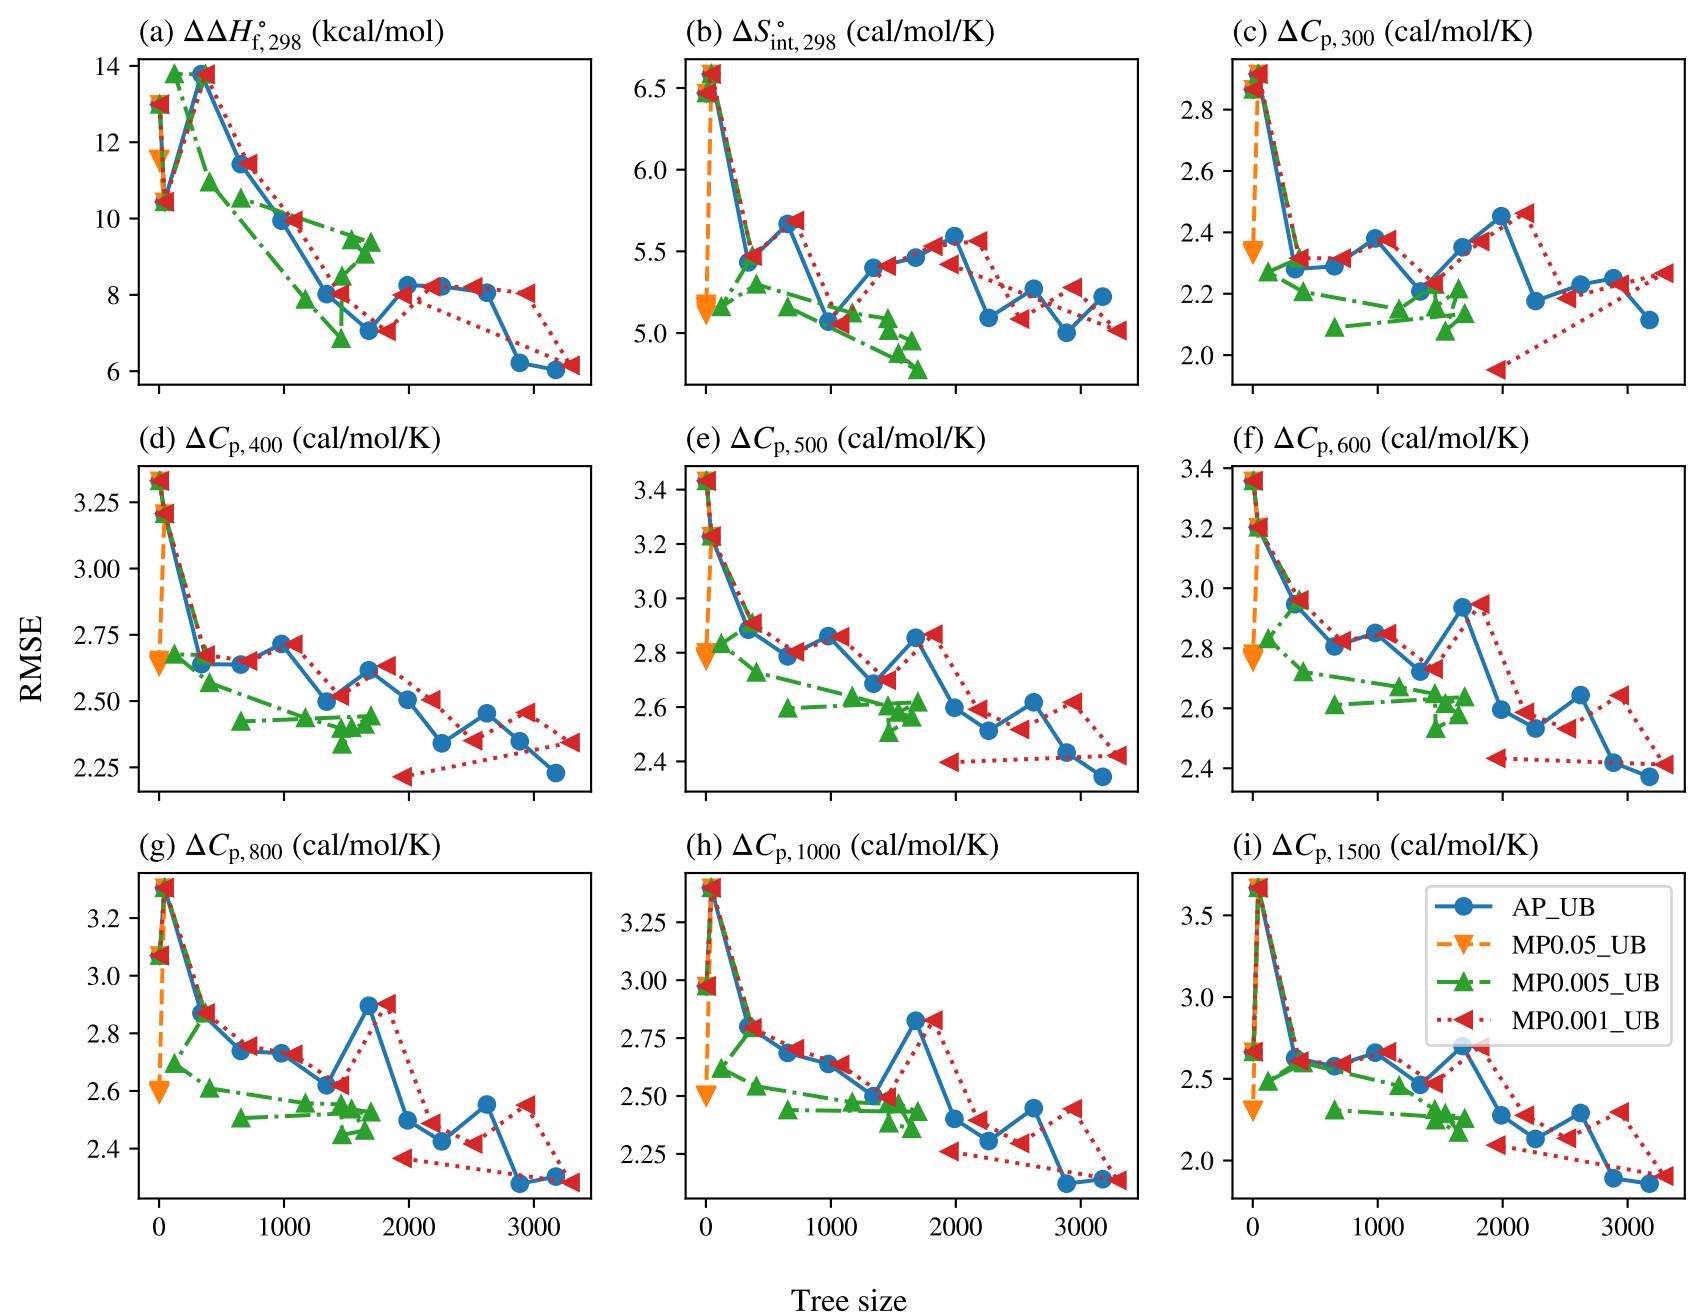 (a) ΔΔH°f, 298 (kcal/mol)
(b) ΔS°int, 298 (cal/mol/K)
(c) ΔCp, 300 (cal/mol/K)
14
12
10
8
6
6.5
6.0
5.5
5.0
2.8
2.6
2.4
2.2
2.0
(d) ΔCp, 400 (cal/mol/K)
(e) ΔCp, 500 (cal/mol/K)
(f) ΔCp, 600 (cal/mol/K)
RMSE
3.25
3.00
2.75
2.50
2.25
3.4
3.2
3.0
2.8
2.6
2.4
3.4
3.2
3.0
2.8
2.6
2.4
(g) ΔCp, 800 (cal/mol/K)
(h) ΔCp, 1000 (cal/mol/K)
(i) ΔCp, 1500 (cal/mol/K)
3.2
3.0
2.8
2.6
2.4
3.25
3.00
2.75
2.50
2.25
3.5
3.0
2.5
2.0
AP_UB
MP0.05_UB
MP0.005_UB
MP0.001_UB
0 1000 2000 3000
0 1000 2000 3000
0 1000 2000 3000
Tree size